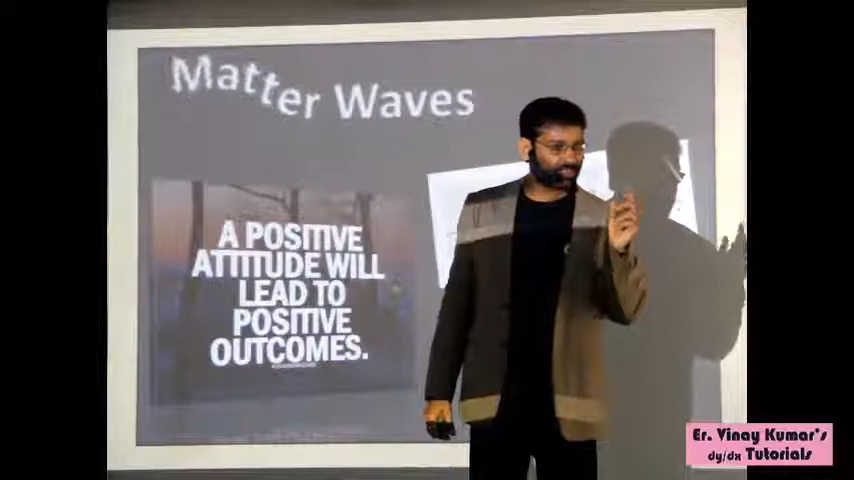 Matter Waves
A POSITIVE
ATTITUDE WILL
LEAD TO
POSITIVE
OUTCOMES.
Er. Vinay Kumar's
dy/dx Tutorials